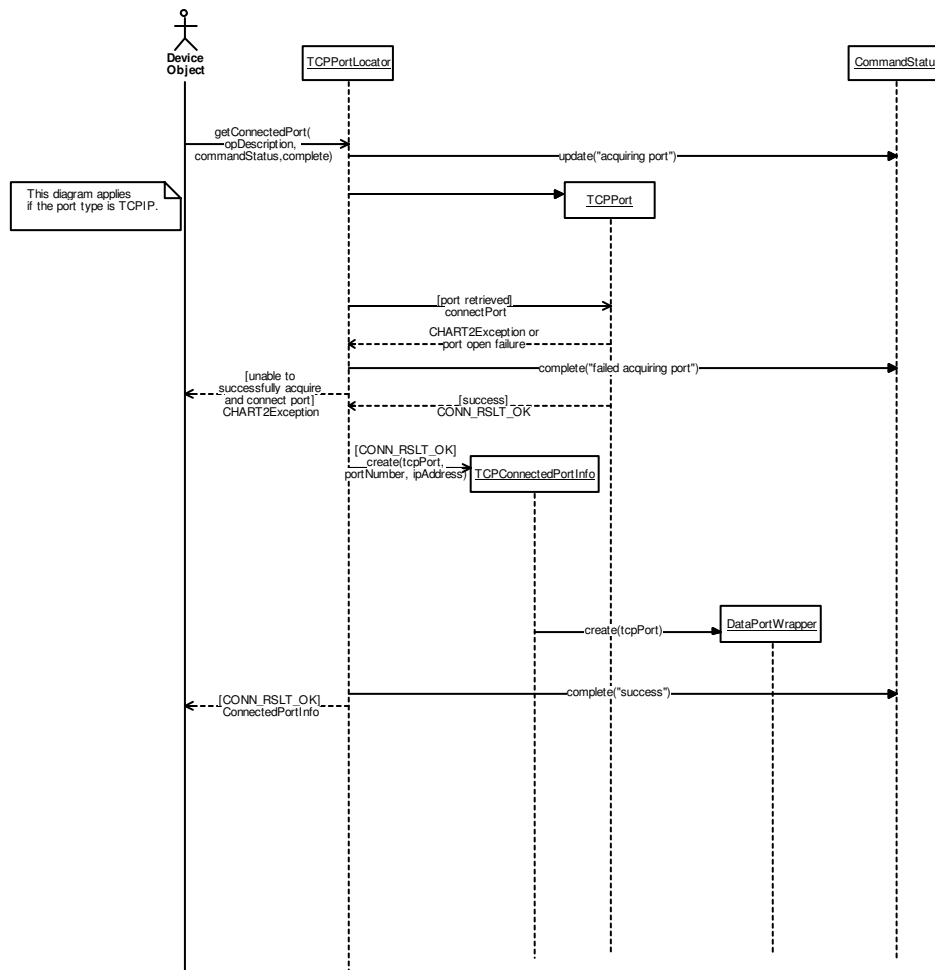 Device
Object
TCPPortLocator
CommandStatu
getConnectedPort(
opDescription,
commandStatus,complete)
update("acquiring port")
This diagram applies
if the port type is TCPIP.
TCPPort
[port retrieved]
connectPort
CHART2Exception or
port open failure
complete("failed acquiring port")
[unable to
successfully acquire
and connect port]
CHART2Exception
[success]
CONN_RSLT_OK
[CONN_RSLT_OK]
create(tcpPort,
portNumber, ipAddress)
TCPConnectedPortInfo
create(tcpPort)
DataPortWrapper
complete("success")
[CONN_RSLT_OK]
ConnectedPortInfo